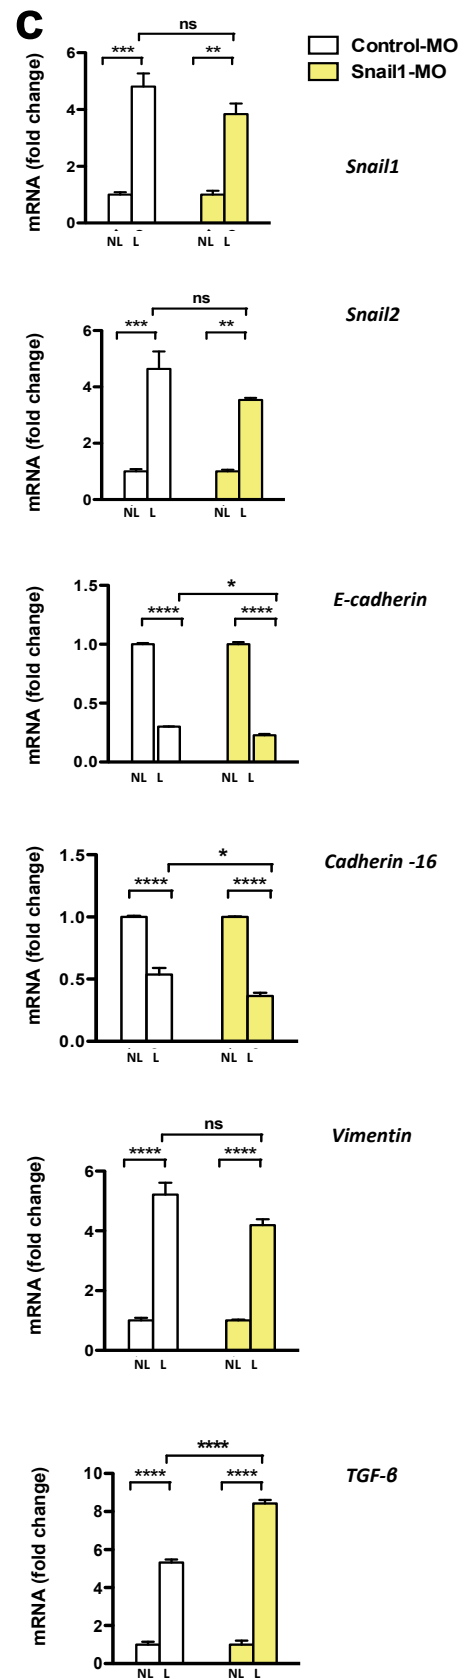 C
ns
*** **
Control-MO
Snail1-MO
mRNA (fold change)
6
4
2
0
NL L NL L
Snail1
ns
*** **
Snail2
mRNA (fold change)
6
4
2
0
NL L NL L
*
**** ****
E-cadherin
mRNA (fold change)
1.5
1.0
0.5
0.0
NL L NL L
*
**** ****
Cadherin -16
mRNA (fold change)
1.5
1.0
0.5
0.0
NL L NL L
ns
**** ****
Vimentin
mRNA (fold change)
6
4
2
0
NL L NL L
****
**** ****
TGF-β
mRNA (fold change)
10
8
6
4
2
0
NL L NL L